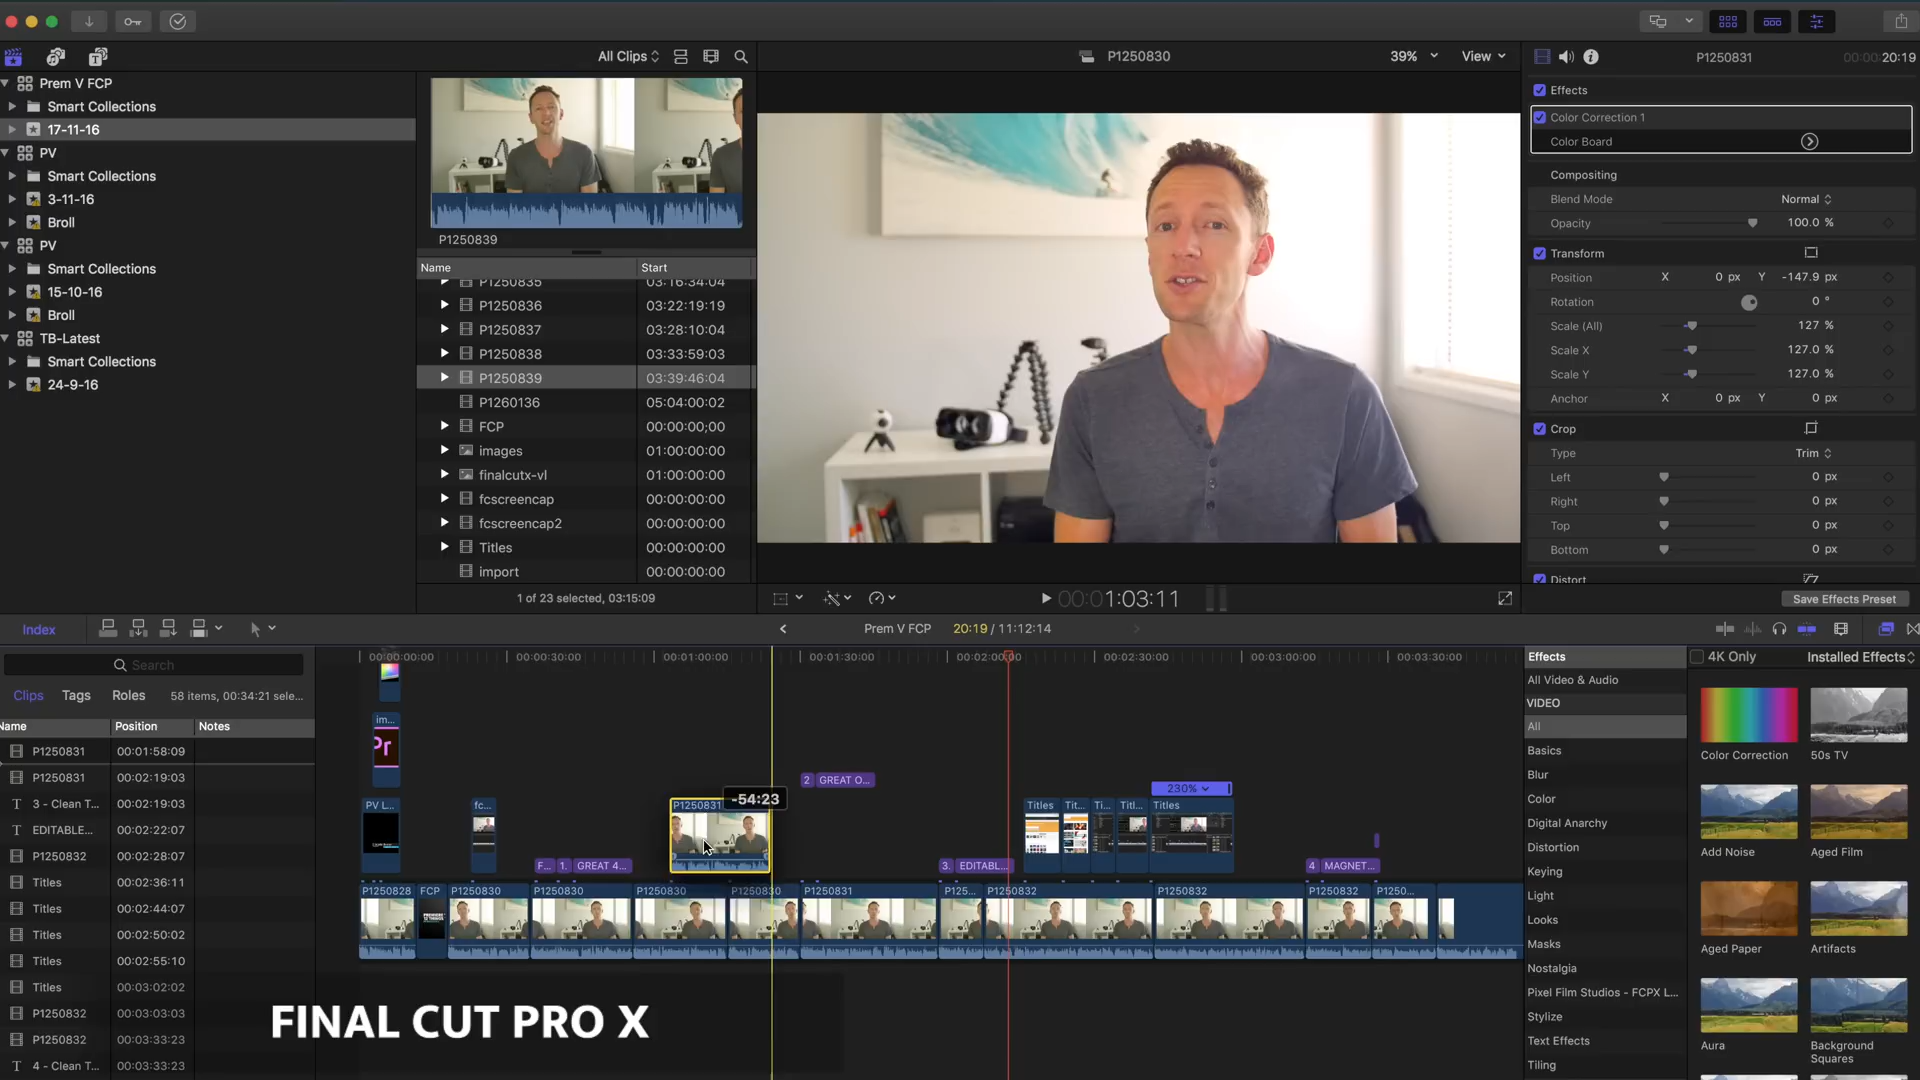 All Clips
P1250830
39%
View
P1250831
00:00:00:20:19
Prem V FCP
Smart Collections
17-11-16
PV
Smart Collections
3-11-16
Broll
PV
Smart Collections
15-10-16
Broll
TB-Latest
Smart Collections
24-9-16
P1250839
Name
Start
P1250835
03:16:34:04
P1250836
03:22:19:19
P1250837
03:28:10:04
P1250838
03:33:59:03
P1250839
03:39:46:04
P1260136
05:04:00:02
FCP
00:00:00;00
images
01:00:00:00
finalcutx-vl
01:00:00:00
fcscreencap
00:00:00:00
fcscreencap2
00:00:00:00
Titles
00:00:00:00
import
00:00:00:00
1 of 23 selected, 03:15:09
00:00:01:03:11
Effects
Color Correction 1
Color Board
Compositing
Blend Mode
Normal
Opacity
100.0 %
Transform
Position
X 0 px Y -147.9 px
Rotation
0 °
Scale (All)
127 %
Scale X
127.0 %
Scale Y
127.0 %
Anchor
X 0 px Y 0 px
Crop
Type
Trim
Left
0 px
Right
0 px
Top
0 px
Bottom
0 px
Distort
Save Effects Preset
Index
Prem V FCP
20:19 / 11:12:14
Search
Clips
Tags
Roles
58 items, 00:34:21 sele...
Name
Position
Notes
P1250831
00:01:58:09
P1250831
00:02:19:03
3 - Clean T...
00:02:19:03
EDITABLE...
00:02:22:07
P1250832
00:02:28:07
Titles
00:02:36:11
Titles
00:02:44:07
Titles
00:02:50:02
Titles
00:02:55:10
Titles
00:03:02:02
P1250832
00:03:03:03
P1250832
00:03:33:23
4 - Clean T...
00:03:33:23
00:00:00:00
00:00:30:00
00:01:00:00
00:01:30:00
00:02:00:00
00:02:30:00
00:03:00:00
00:03:30:00
im...
Pr
PV L...
fc...
P1250831
-54:23
2
GREAT O...
230%
Titles
Tit...
Ti...
Titl...
Titles
F...
1.
GREAT 4...
3.
EDITABL...
4
MAGNET...
P1250828
FCP
P1250830
P1250830
P1250830
P1250830
P1250831
P125...
P1250832
P1250832
P1250832
P1250...
FINAL CUT PRO X
Effects
4K Only
Installed Effects
All Video & Audio
VIDEO
All
Basics
Blur
Color
Digital Anarchy
Distortion
Keying
Light
Looks
Masks
Nostalgia
Pixel Film Studios - FCPX L...
Stylize
Text Effects
Tiling
Color Correction
50s TV
Add Noise
Aged Film
Aged Paper
Artifacts
Aura
Background
Squares